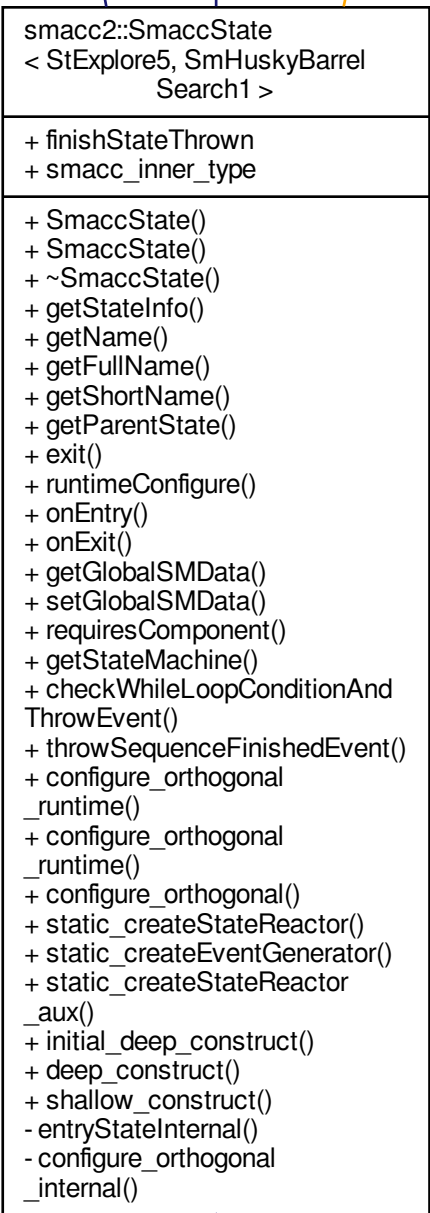 smacc2::SmaccState
< StExplore5, SmHuskyBarrel
Search1 >
+ finishStateThrown
+ smacc_inner_type
+ SmaccState()
+ SmaccState()
+ ~SmaccState()
+ getStateInfo()
+ getName()
+ getFullName()
+ getShortName()
+ getParentState()
+ exit()
+ runtimeConfigure()
+ onEntry()
+ onExit()
+ getGlobalSMData()
+ setGlobalSMData()
+ requiresComponent()
+ getStateMachine()
+ checkWhileLoopConditionAnd
ThrowEvent()
+ throwSequenceFinishedEvent()
+ configure_orthogonal
_runtime()
+ configure_orthogonal
_runtime()
+ configure_orthogonal()
+ static_createStateReactor()
+ static_createEventGenerator()
+ static_createStateReactor
_aux()
+ initial_deep_construct()
+ deep_construct()
+ shallow_construct()
- entryStateInternal()
- configure_orthogonal
_internal()